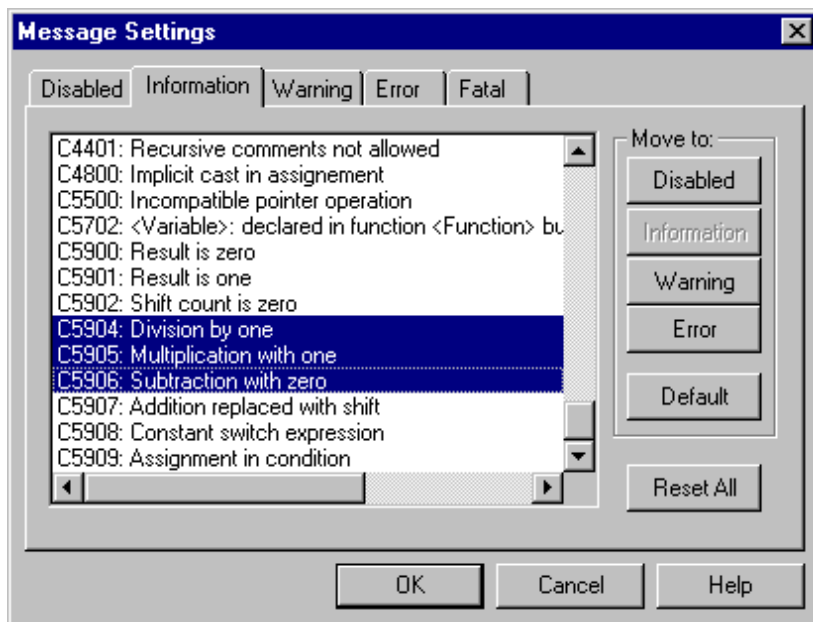 Message Settings
Disabled Information Warning Error Fatal
C4401: Recursive comments not allowed
C4800: Implicit cast in assignement
C5500: Incompatible pointer operation
C5702: <Variable>: declared in function <Function> bu
C5900: Result is zero
C5901: Result is one
C5902: Shift count is zero
C5904: Division by one
C5905: Multiplication with one
C5906: Subtraction with zero
C5907: Addition replaced with shift
C5908: Constant switch expression
C5909: Assignment in condition
Move to:
Disabled
Information
Warning
Error
Default
Reset All
OK Cancel Help